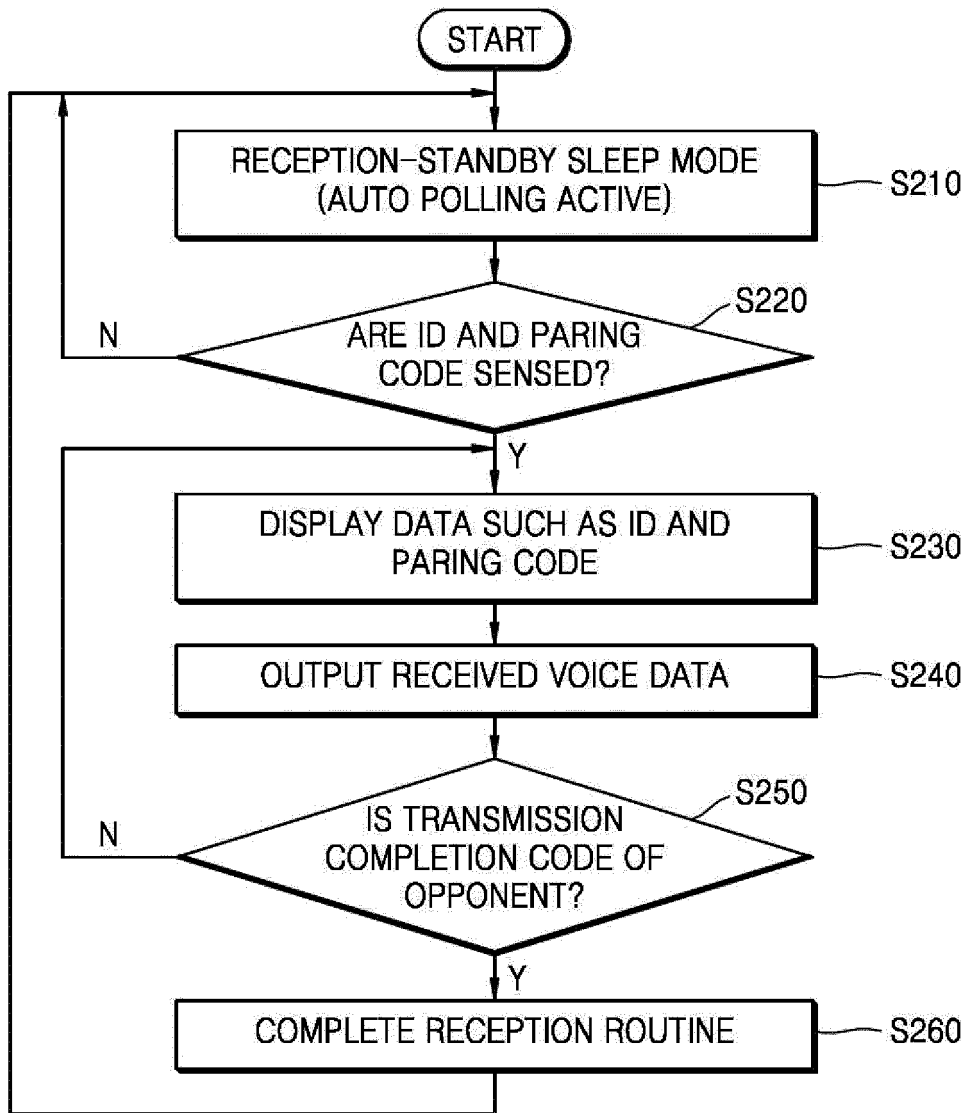 START
RECEPTION-STANDBY SLEEP MODE
(AUTO POLLING ACTIVE)
S210
S220
ARE ID AND PARING
CODE SENSED?
N
Y
DISPLAY DATA SUCH AS ID AND
PARING CODE
S230
OUTPUT RECEIVED VOICE DATA
S240
S250
IS TRANSMISSION
COMPLETION CODE OF
OPPONENT?
N
Y
COMPLETE RECEPTION ROUTINE
S260